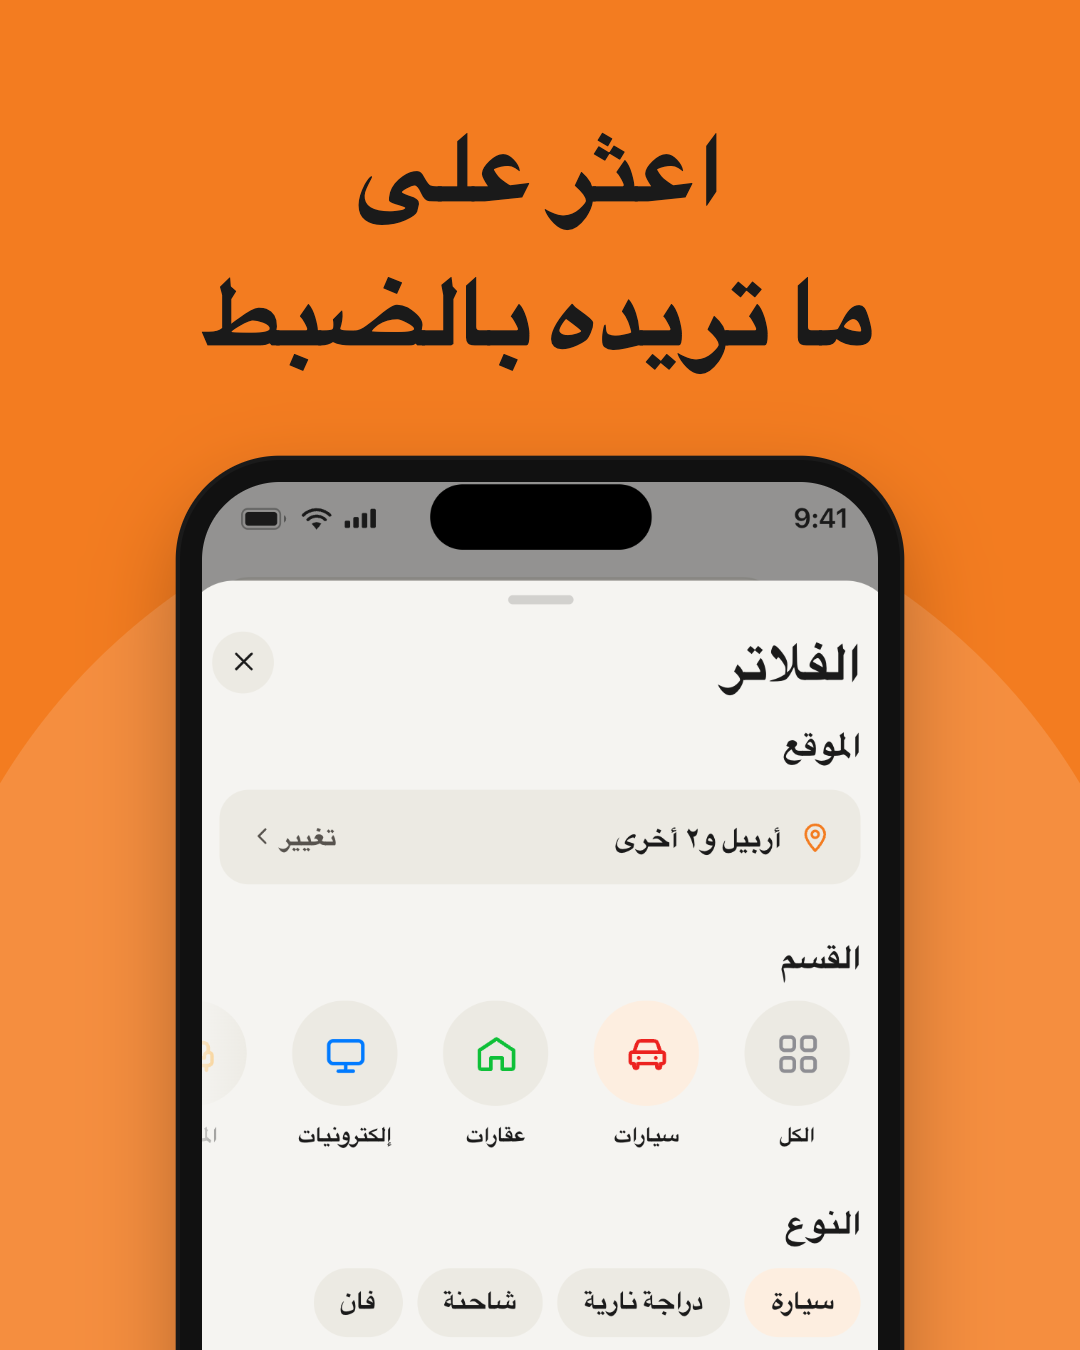 اعثر على
ما تريده بالضبط
9:41
الفلاتر
الموقع
أربيل و٢ أخرى
تغيير
القسم
الكل
سيارات
عقارات
إلكترونيات
النوع
سيارة
دراجة نارية
شاحنة
فان